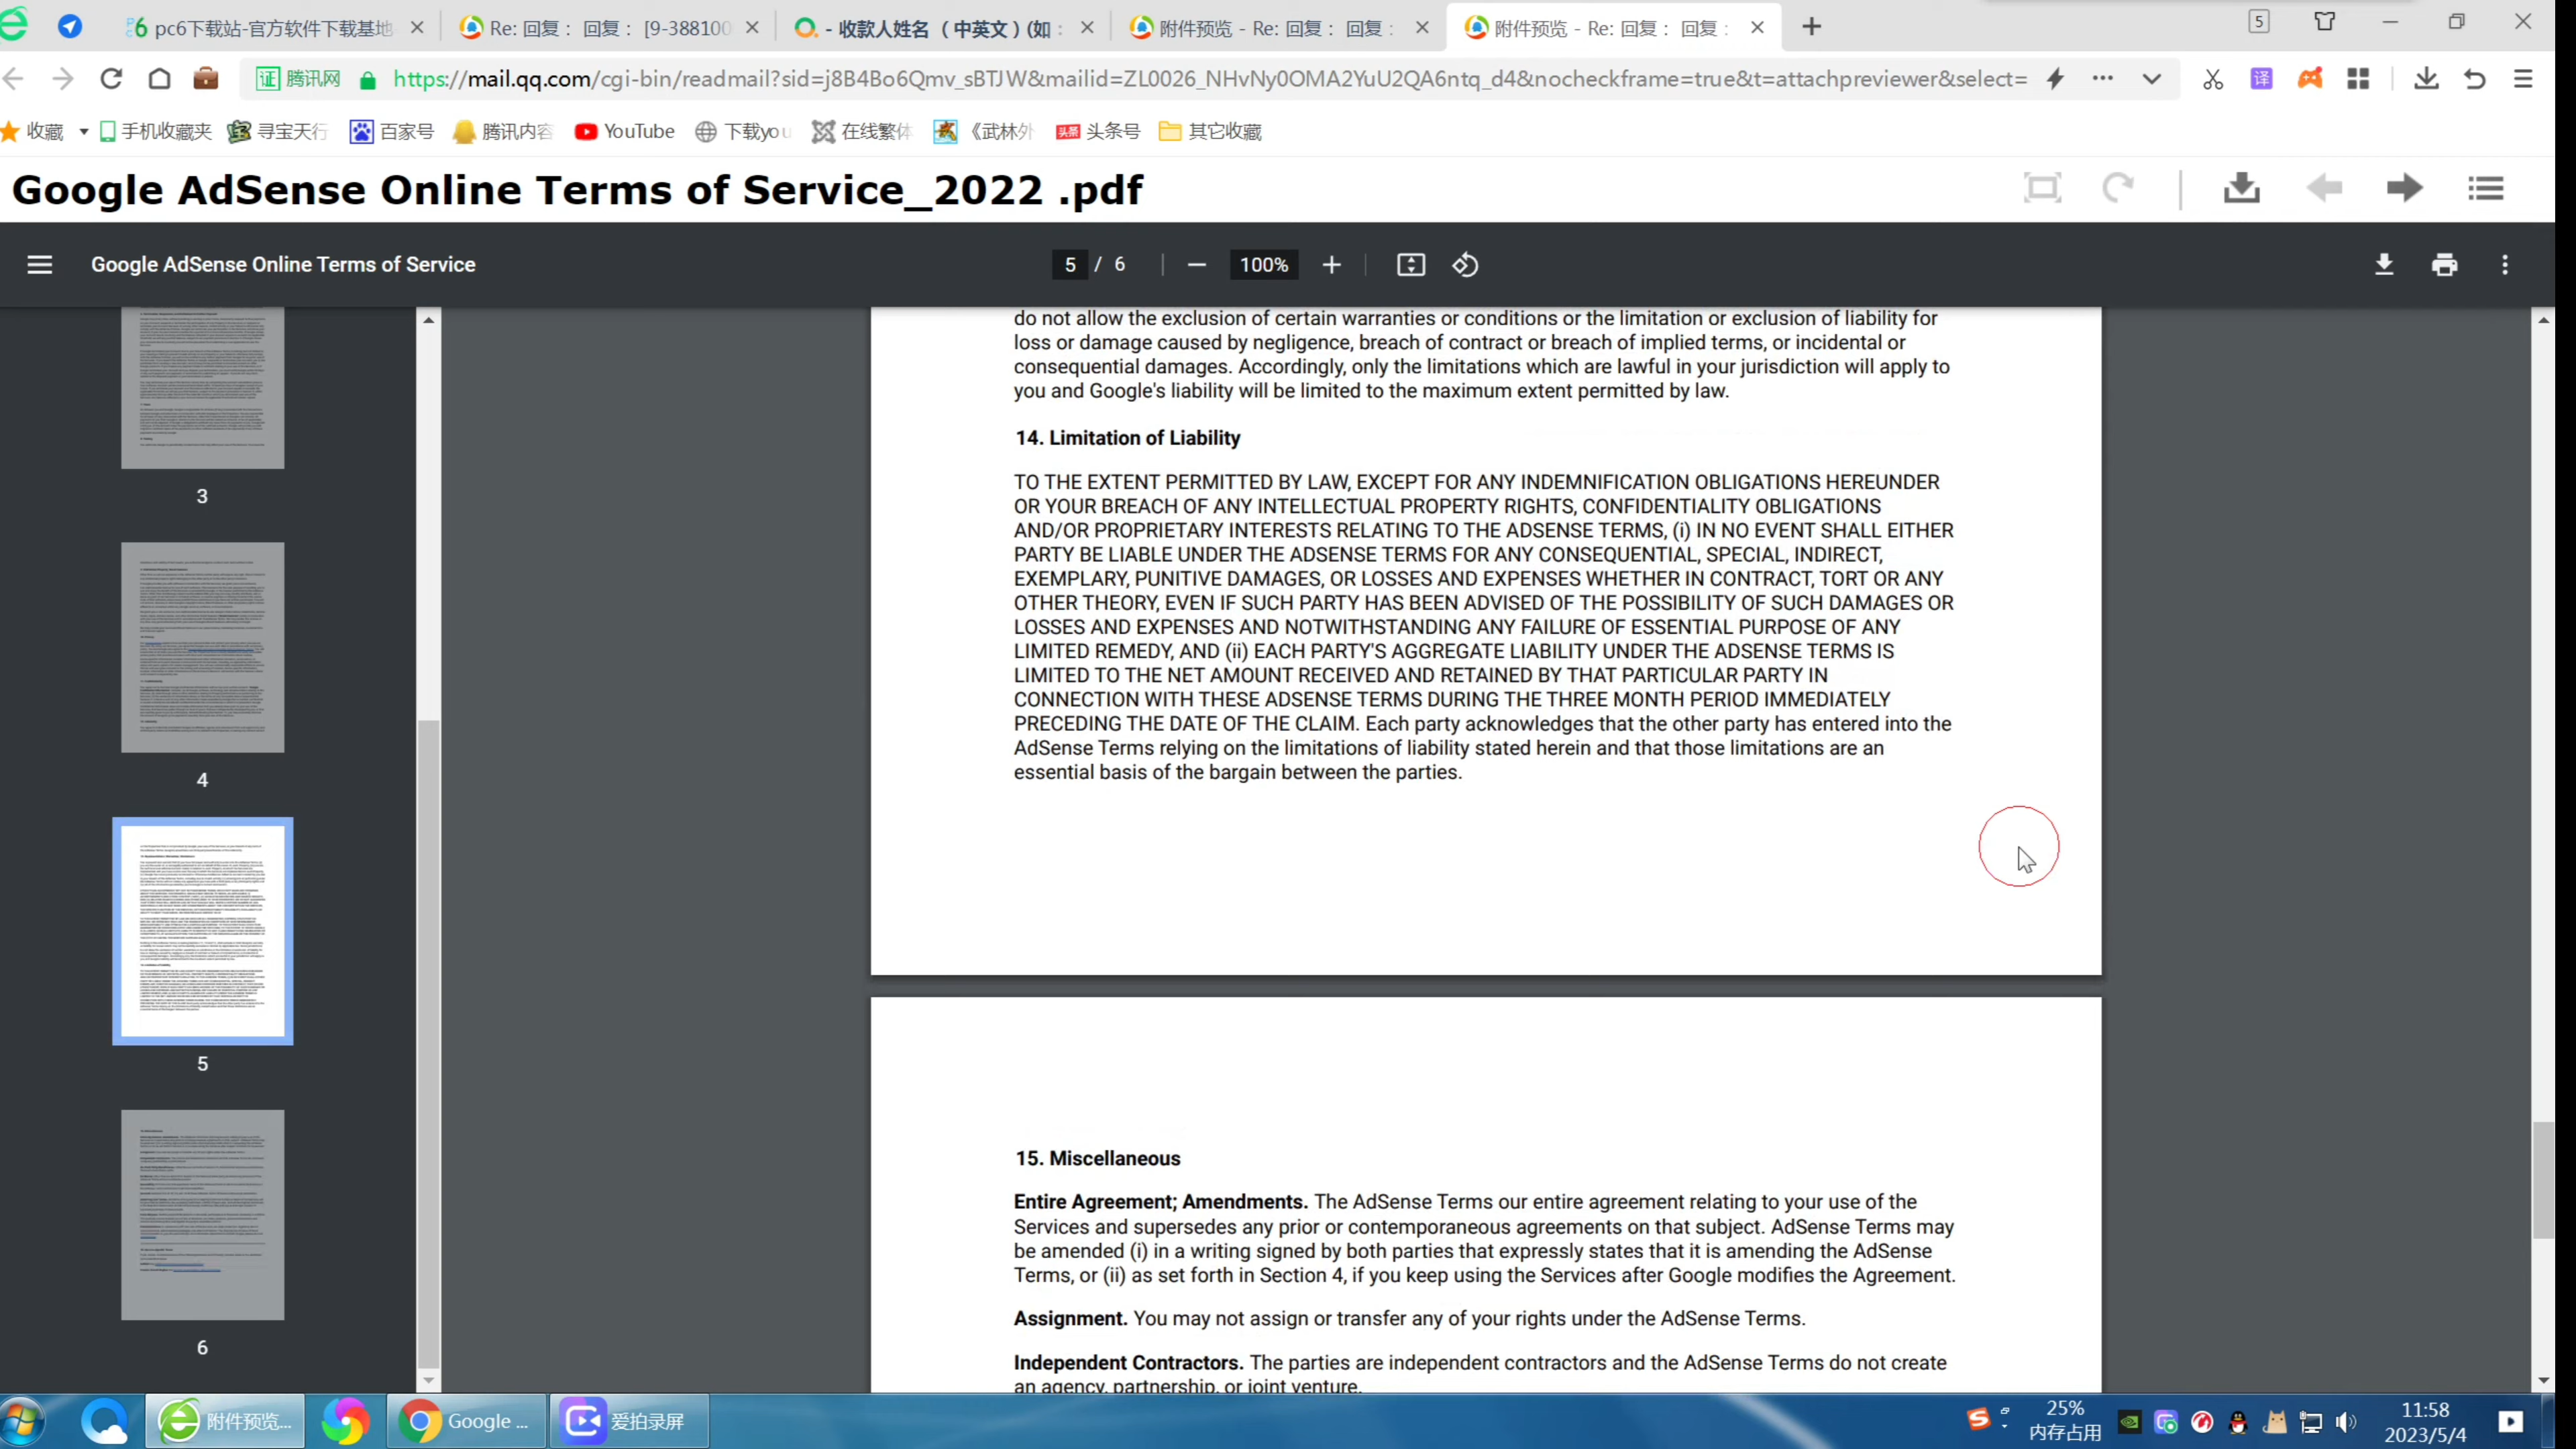 pc6下载站-官方软件下载基地
Re: 回复： 回复： [9-388100
- 收款人姓名 （ 中英文 ) (如：
附件预览 - Re: 回复： 回复：
附件预览 - Re: 回复： 回复：
5
证 腾讯网
https://mail.qq.com/cgi-bin/readmail?sid=j8B4Bo6Qmv_sBTJW&mailid=ZL0026_NHvNy0OMA2YuU2QA6ntq_d4&nocheckframe=true&t=attachpreviewer&select=
译
收藏
手机收藏夹
寻宝天行
百家号
腾讯内容
YouTube
下载you
在线繁体
《武林外
头条 头条号
其它收藏
Google AdSense Online Terms of Service_2022 .pdf
Google AdSense Online Terms of Service
5 / 6
100%
3
4
5
6
do not allow the exclusion of certain warranties or conditions or the limitation or exclusion of liability for
loss or damage caused by negligence, breach of contract or breach of implied terms, or incidental or
consequential damages. Accordingly, only the limitations which are lawful in your jurisdiction will apply to
you and Google's liability will be limited to the maximum extent permitted by law.
14. Limitation of Liability
TO THE EXTENT PERMITTED BY LAW, EXCEPT FOR ANY INDEMNIFICATION OBLIGATIONS HEREUNDER
OR YOUR BREACH OF ANY INTELLECTUAL PROPERTY RIGHTS, CONFIDENTIALITY OBLIGATIONS
AND/OR PROPRIETARY INTERESTS RELATING TO THE ADSENSE TERMS, (i) IN NO EVENT SHALL EITHER
PARTY BE LIABLE UNDER THE ADSENSE TERMS FOR ANY CONSEQUENTIAL, SPECIAL, INDIRECT,
EXEMPLARY, PUNITIVE DAMAGES, OR LOSSES AND EXPENSES WHETHER IN CONTRACT, TORT OR ANY
OTHER THEORY, EVEN IF SUCH PARTY HAS BEEN ADVISED OF THE POSSIBILITY OF SUCH DAMAGES OR
LOSSES AND EXPENSES AND NOTWITHSTANDING ANY FAILURE OF ESSENTIAL PURPOSE OF ANY
LIMITED REMEDY, AND (ii) EACH PARTY'S AGGREGATE LIABILITY UNDER THE ADSENSE TERMS IS
LIMITED TO THE NET AMOUNT RECEIVED AND RETAINED BY THAT PARTICULAR PARTY IN
CONNECTION WITH THESE ADSENSE TERMS DURING THE THREE MONTH PERIOD IMMEDIATELY
PRECEDING THE DATE OF THE CLAIM. Each party acknowledges that the other party has entered into the
AdSense Terms relying on the limitations of liability stated herein and that those limitations are an
essential basis of the bargain between the parties.
15. Miscellaneous
Entire Agreement; Amendments. The AdSense Terms our entire agreement relating to your use of the
Services and supersedes any prior or contemporaneous agreements on that subject. AdSense Terms may
be amended (i) in a writing signed by both parties that expressly states that it is amending the AdSense
Terms, or (ii) as set forth in Section 4, if you keep using the Services after Google modifies the Agreement.
Assignment. You may not assign or transfer any of your rights under the AdSense Terms.
Independent Contractors. The parties are independent contractors and the AdSense Terms do not create
an agency, partnership, or joint venture.
附件预览...
Google ...
爱拍录屏
25%
内存占用
11:58
2023/5/4